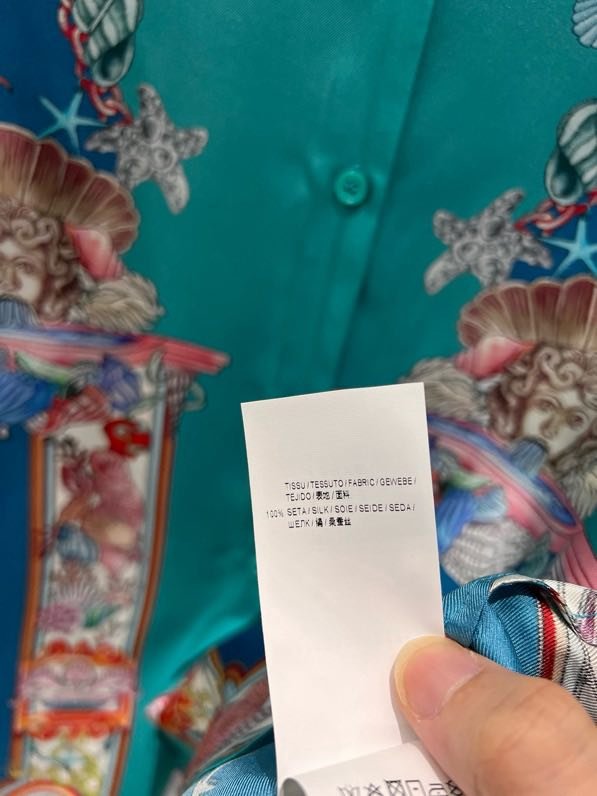 TISSU/TESSUTO/FABRIC/GEWEBE/
TEJIDO/表地/面料
100% SETA/SILK/SOIE/SEIDE/SEDA/
ШЕЛК/绢/桑蚕丝